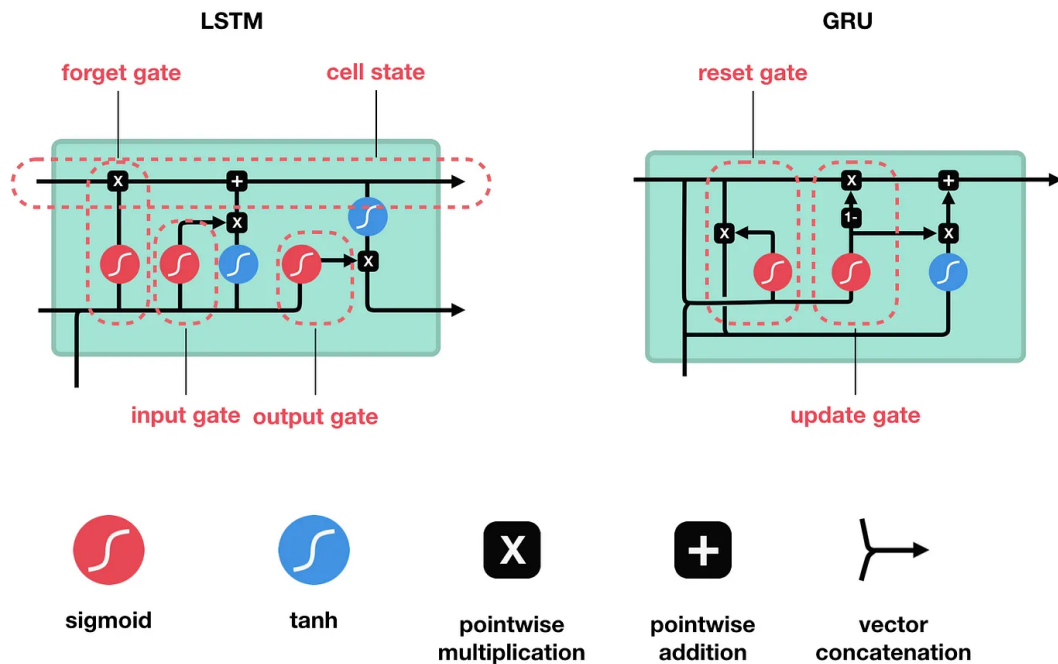 LSTM
GRU
forget gate
cell state
reset gate
X
+
X
X
X
+
1-
X
X
input gate
output gate
update gate
X
+
sigmoid
tanh
pointwise
multiplication
pointwise
addition
vector
concatenation